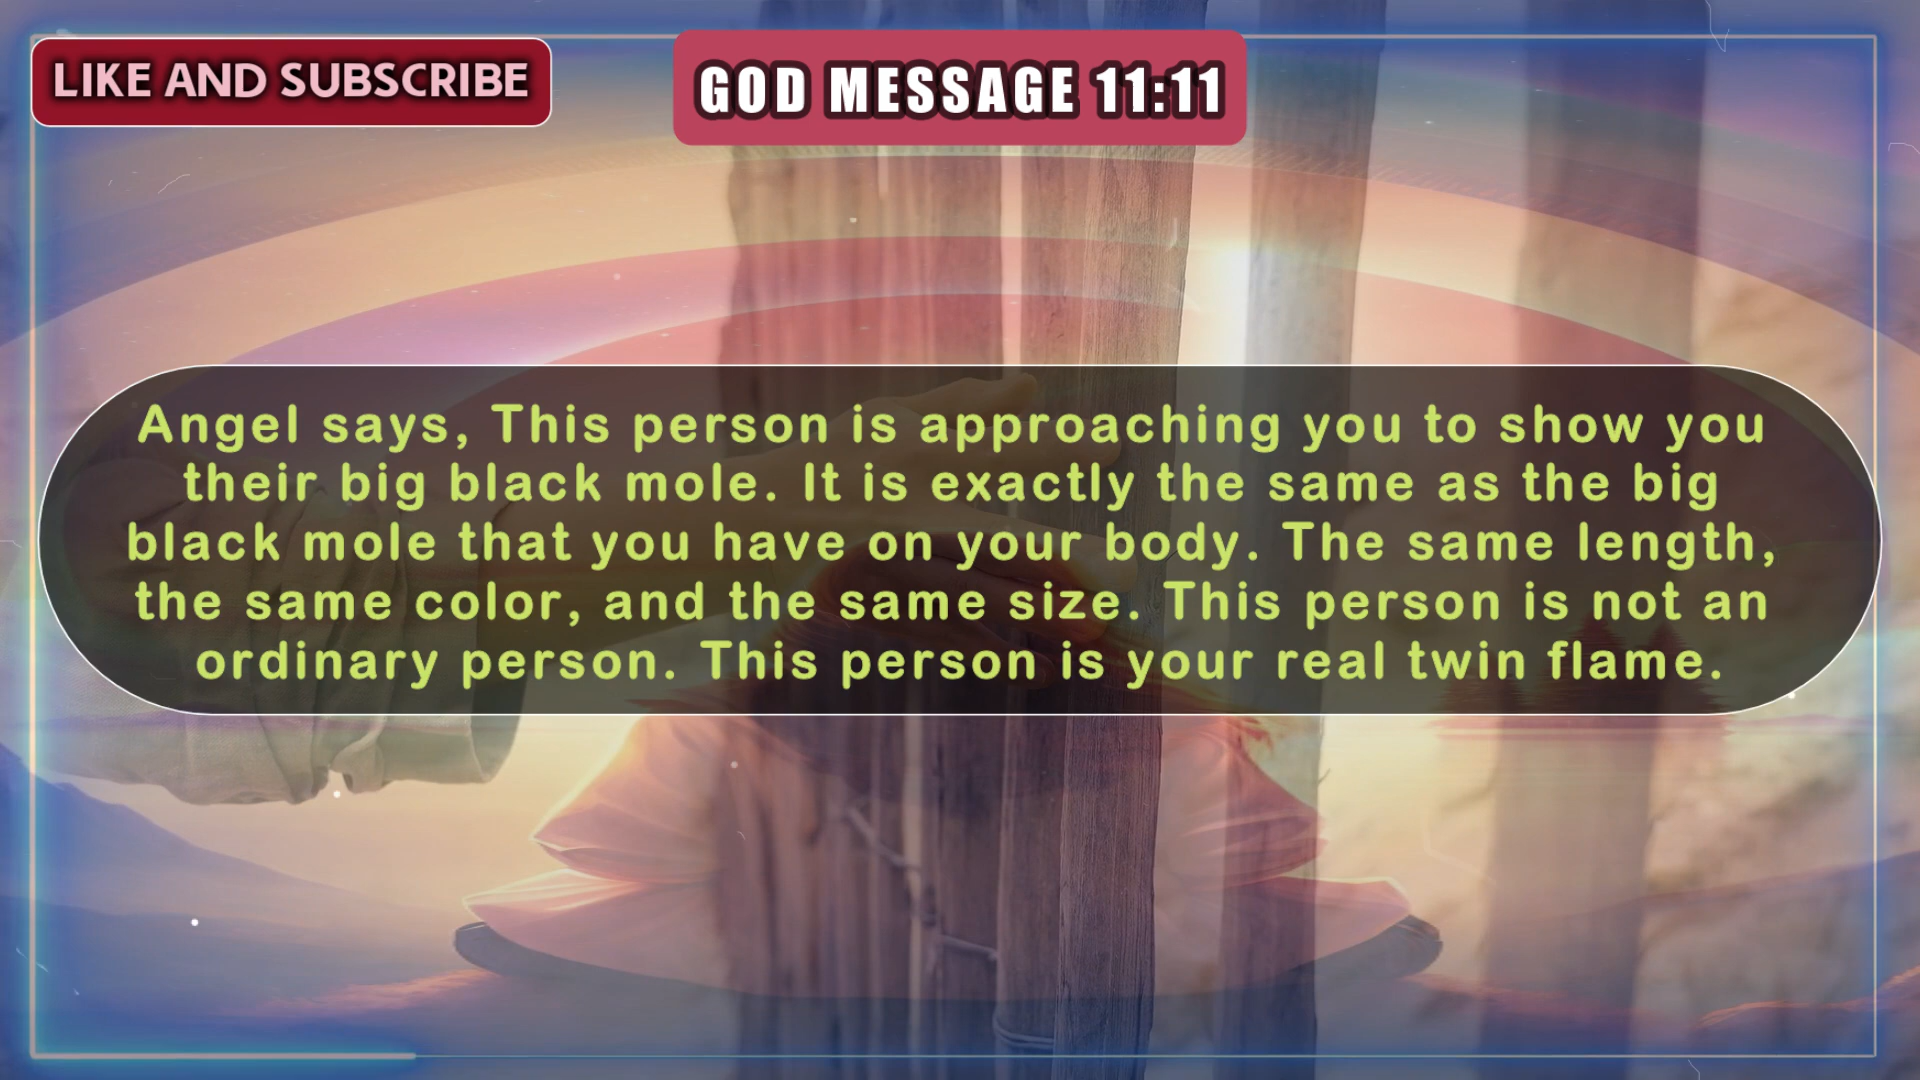 LIKE AND SUBSCRIBE
GOD MESSAGE 11:11
Angel says, This person is approaching you to show you
their big black mole. It is exactly the same as the big
black mole that you have on your body. The same length,
the same color, and the same size. This person is not an
ordinary person. This person is your real twin flame.